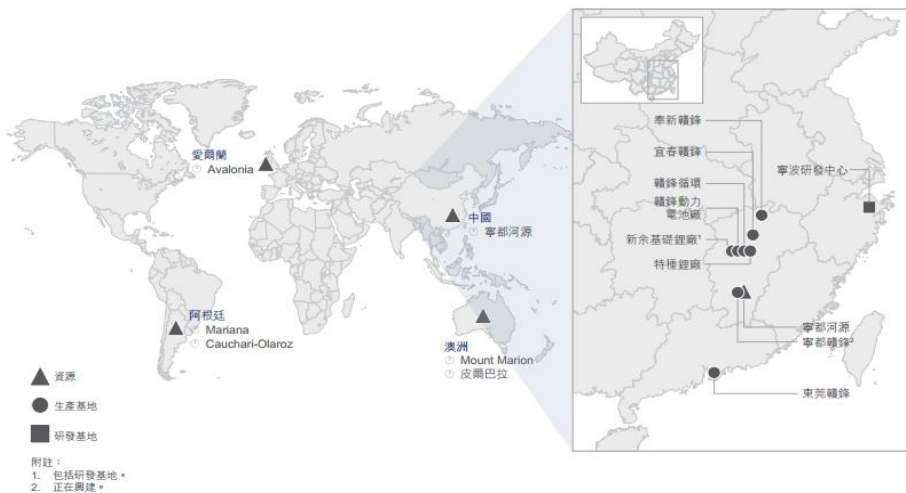 愛爾蘭
Avalonia
中國
寧都河源
阿根廷
Mariana
Cauchari-Olaroz
澳洲
Mount Marion
皮爾巴拉
資源
生產基地
研發基地
附註：
1. 包括研發基地。
2. 正在興建。
奉新贛鋒
宜春贛鋒
贛鋒循環
贛鋒動力
電池廠
新余基礎鋰廠¹
特種鋰廠
寧波研發中心
寧都河源
寧都贛鋒²
東莞贛鋒